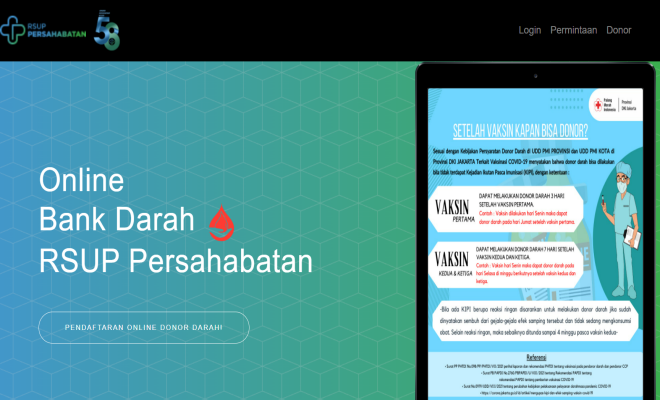 RSUP
PERSAHABATAN
58
Login Permintaan Donor
Online
Bank Darah
RSUP Persahabatan
PENDAFTARAN ONLINE DONOR DARAH!
Palang
Merah
Indonesia
Provinsi
DKI Jakarta
SETELAH VAKSIN KAPAN BISA DONOR?
Sesuai dengan Kebijakan Persyaratan Donor Darah di UDD PMI PROVINSI dan UDD PMI KOTA di
Provinsi DKI JAKARTA Terkait Vaksinasi COVID-19 menyatakan bahwa donor darah bisa dilakukan
bila tidak terdapat Kejadian Ikutan Pasca Imunisasi (KIPI), dengan ketentuan :
VAKSIN
PERTAMA
DAPAT MELAKUKAN DONOR DARAH 3 HARI
SETELAH VAKSIN PERTAMA.
Contoh : Vaksin dilakukan hari Senin maka dapat
donor darah pada hari Jumat setelah vaksin pertama.
VAKSIN
KEDUA & KETIGA
DAPAT MELAKUKAN DONOR DARAH 7 HARI SETELAH
VAKSIN KEDUA DAN KETIGA.
Contoh : Vaksin hari Senin maka dapat donor darah pada
hari Selasa di minggu berikutnya setelah vaksin kedua dan
ketiga.
-Bila ada KIPI berupa reaksi ringan disarankan untuk melakukan donor darah jika sudah
dinyatakan sembuh dari gejala-gejala efek samping tersebut dan tidak sedang mengkonsumsi
obat. Selain reaksi ringan, maka sebaiknya ditunda sampai 4 minggu pasca vaksin kedua-
Referensi